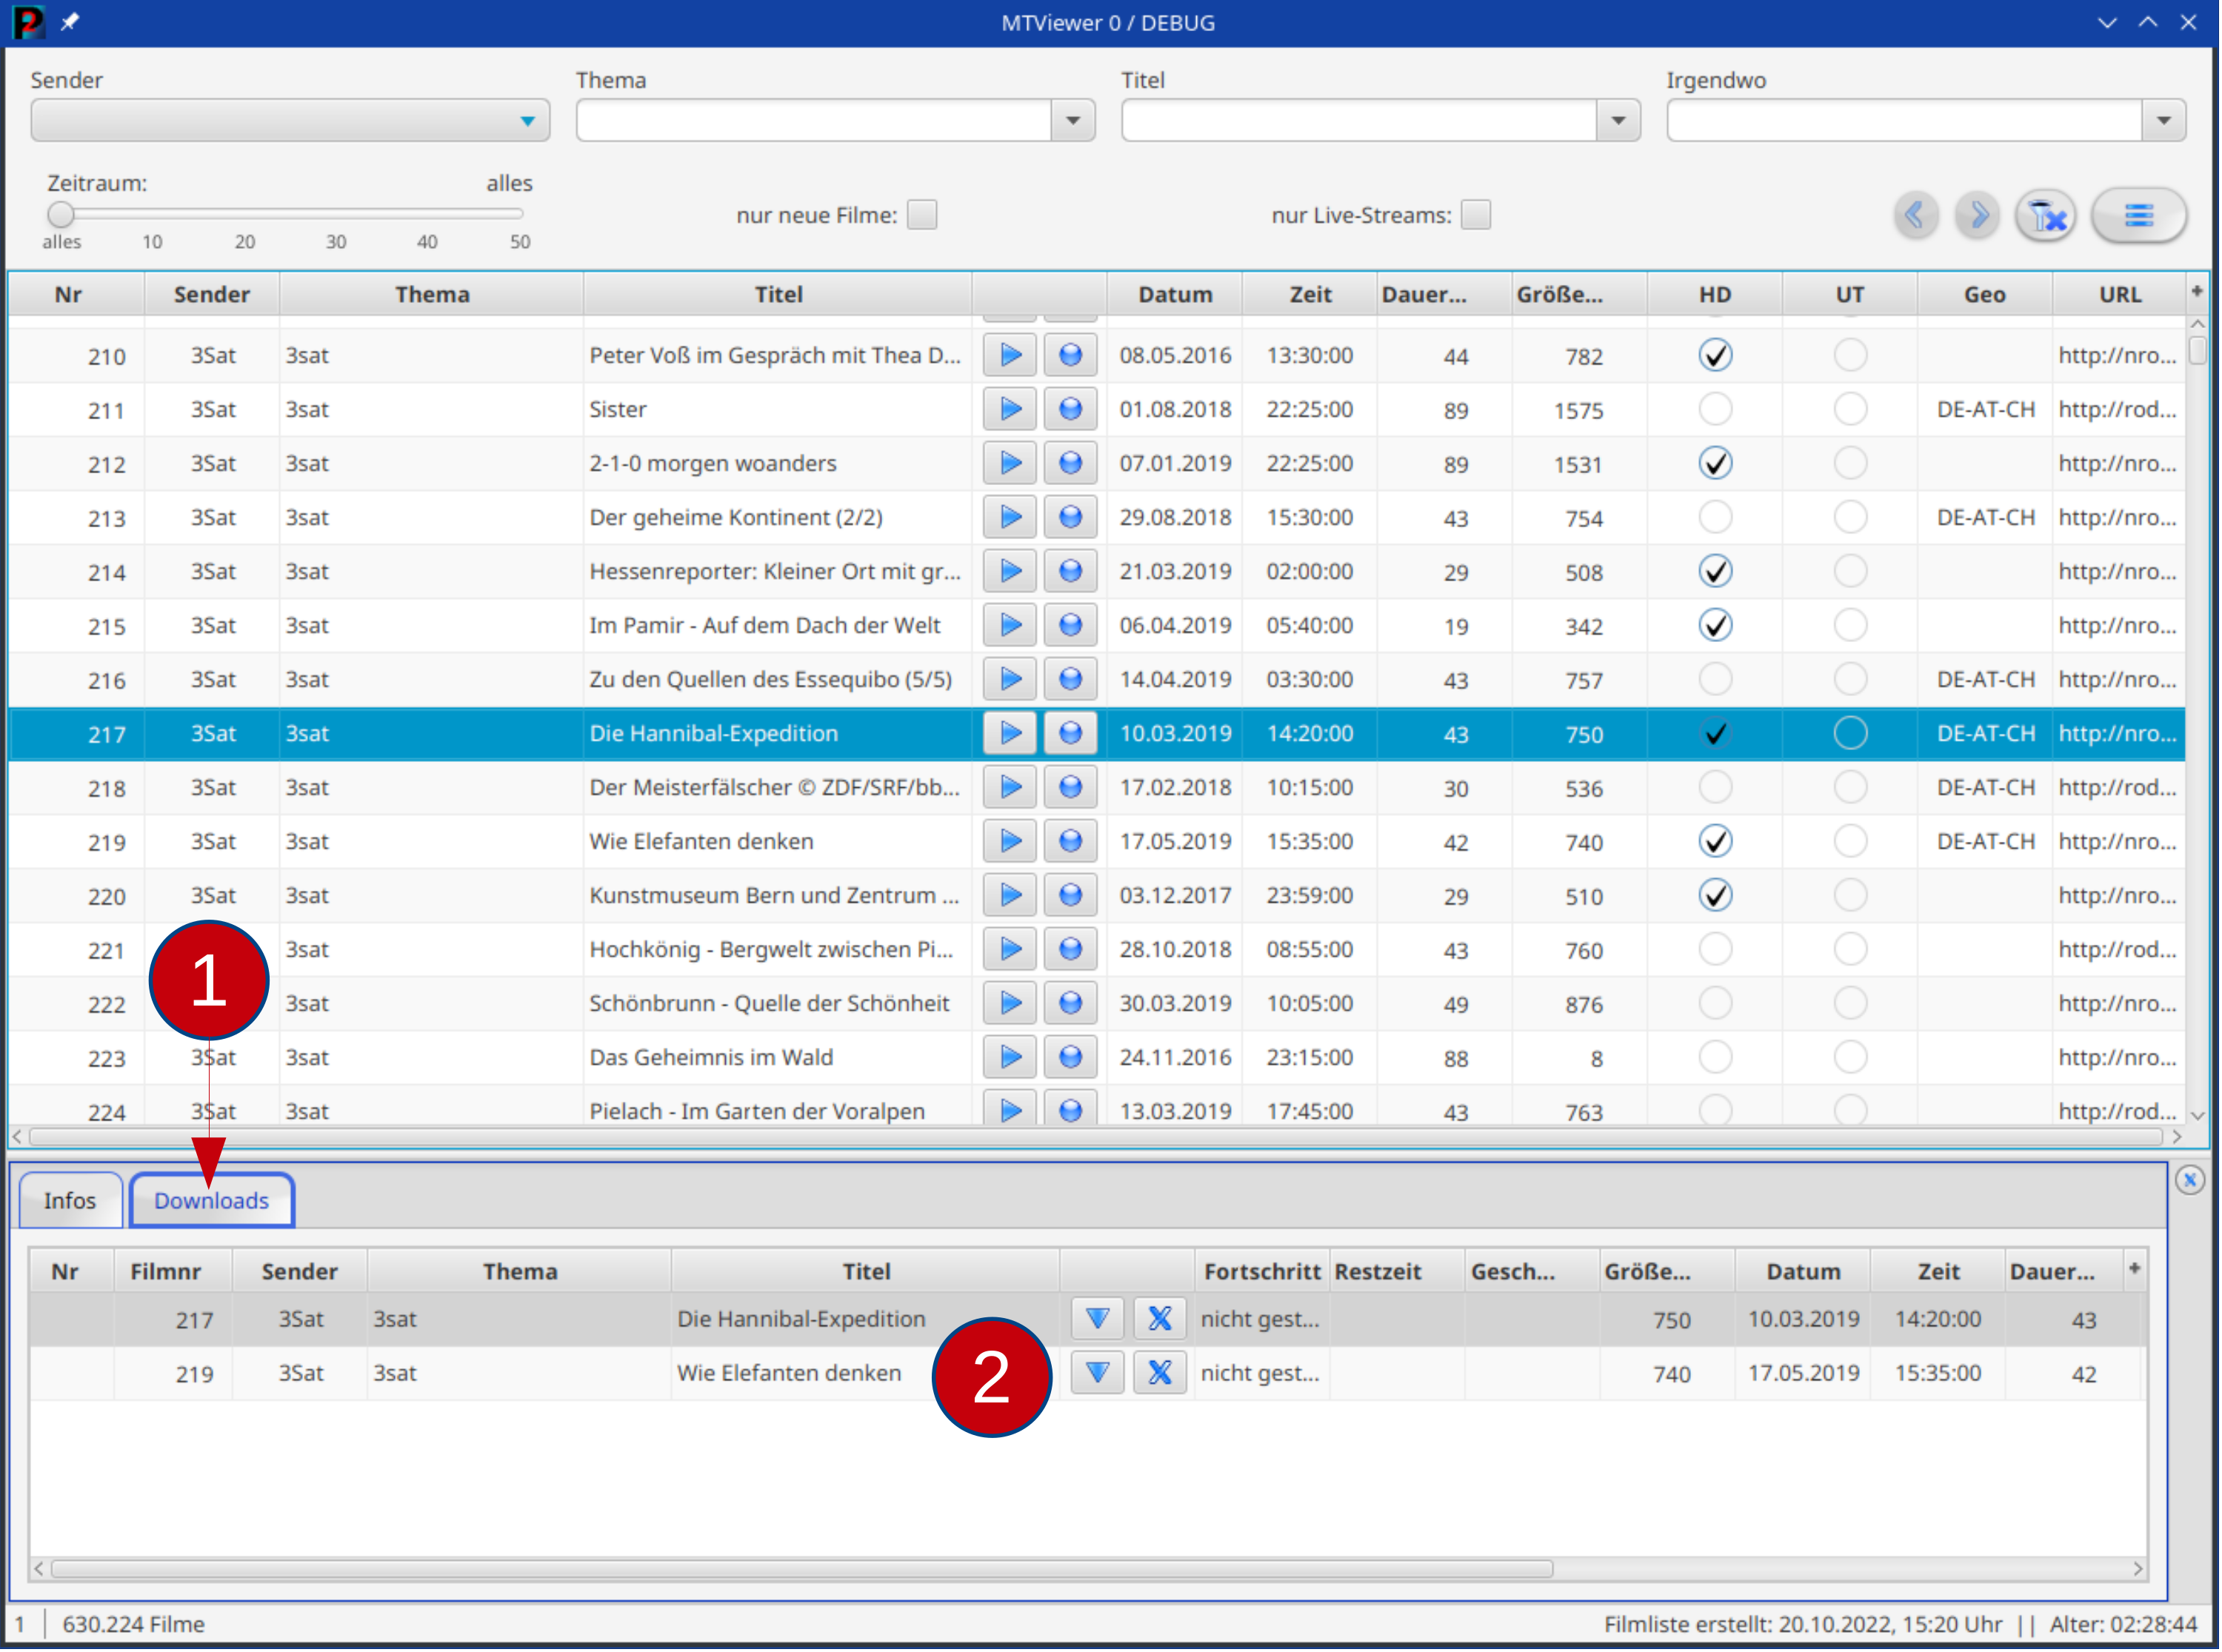 MTViewer 0 / DEBUG
Sender Thema Titel Irgendwo
Zeitraum: alles
nur neue Filme: nur Live-Streams:
alles 10 20 30 40 50
Nr Sender Thema Titel Datum Zeit Dauer... Größe... HD UT Geo URL +
210 3Sat 3sat Peter Voß im Gespräch mit Thea D... 08.05.2016 13:30:00 44 782 http://nro...
211 3Sat 3sat Sister 01.08.2018 22:25:00 89 1575 DE-AT-CH http://rod...
212 3Sat 3sat 2-1-0 morgen woanders 07.01.2019 22:25:00 89 1531 http://nro...
213 3Sat 3sat Der geheime Kontinent (2/2) 29.08.2018 15:30:00 43 754 DE-AT-CH http://nro...
214 3Sat 3sat Hessenreporter: Kleiner Ort mit gr... 21.03.2019 02:00:00 29 508 http://nro...
215 3Sat 3sat Im Pamir - Auf dem Dach der Welt 06.04.2019 05:40:00 19 342 http://nro...
216 3Sat 3sat Zu den Quellen des Essequibo (5/5) 14.04.2019 03:30:00 43 757 DE-AT-CH http://nro...
217 3Sat 3sat Die Hannibal-Expedition 10.03.2019 14:20:00 43 750 DE-AT-CH http://nro...
218 3Sat 3sat Der Meisterfälscher © ZDF/SRF/bb... 17.02.2018 10:15:00 30 536 DE-AT-CH http://rod...
219 3Sat 3sat Wie Elefanten denken 17.05.2019 15:35:00 42 740 DE-AT-CH http://nro...
220 3Sat 3sat Kunstmuseum Bern und Zentrum ... 03.12.2017 23:59:00 29 510 http://nro...
221 3sat Hochkönig - Bergwelt zwischen Pi... 28.10.2018 08:55:00 43 760 http://rod...
1
222 3sat Schönbrunn - Quelle der Schönheit 30.03.2019 10:05:00 49 876 http://nro...
223 3Sat 3sat Das Geheimnis im Wald 24.11.2016 23:15:00 88 8 http://nro...
224 3Sat 3sat Pielach - Im Garten der Voralpen 13.03.2019 17:45:00 43 763 http://rod...
Infos Downloads
Nr Filmnr Sender Thema Titel Fortschritt Restzeit Gesch... Größe... Datum Zeit Dauer... +
217 3Sat 3sat Die Hannibal-Expedition nicht gest... 750 10.03.2019 14:20:00 43
219 3Sat 3sat Wie Elefanten denken nicht gest... 740 17.05.2019 15:35:00 42
2
1 630.224 Filme Filmliste erstellt: 20.10.2022, 15:20 Uhr || Alter: 02:28:44